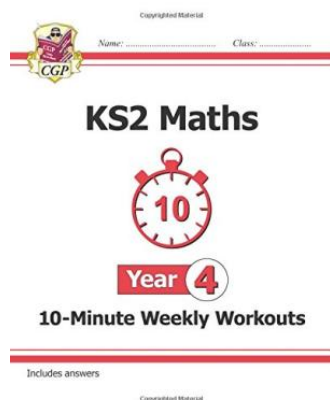 Copyrighted Material
Name: .................................... Class: ....................
CGP
KS2 Maths
10
Year 4
10-Minute Weekly Workouts
Includes answers
Copyrighted Material